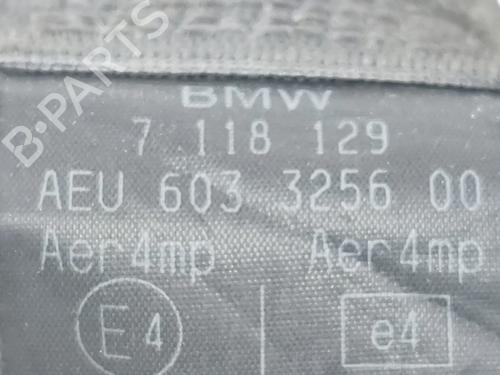 B-PARTS
BMW
7 118 129
AEU 603 3256 00
Aer4mp Aer4mp
E4 e4